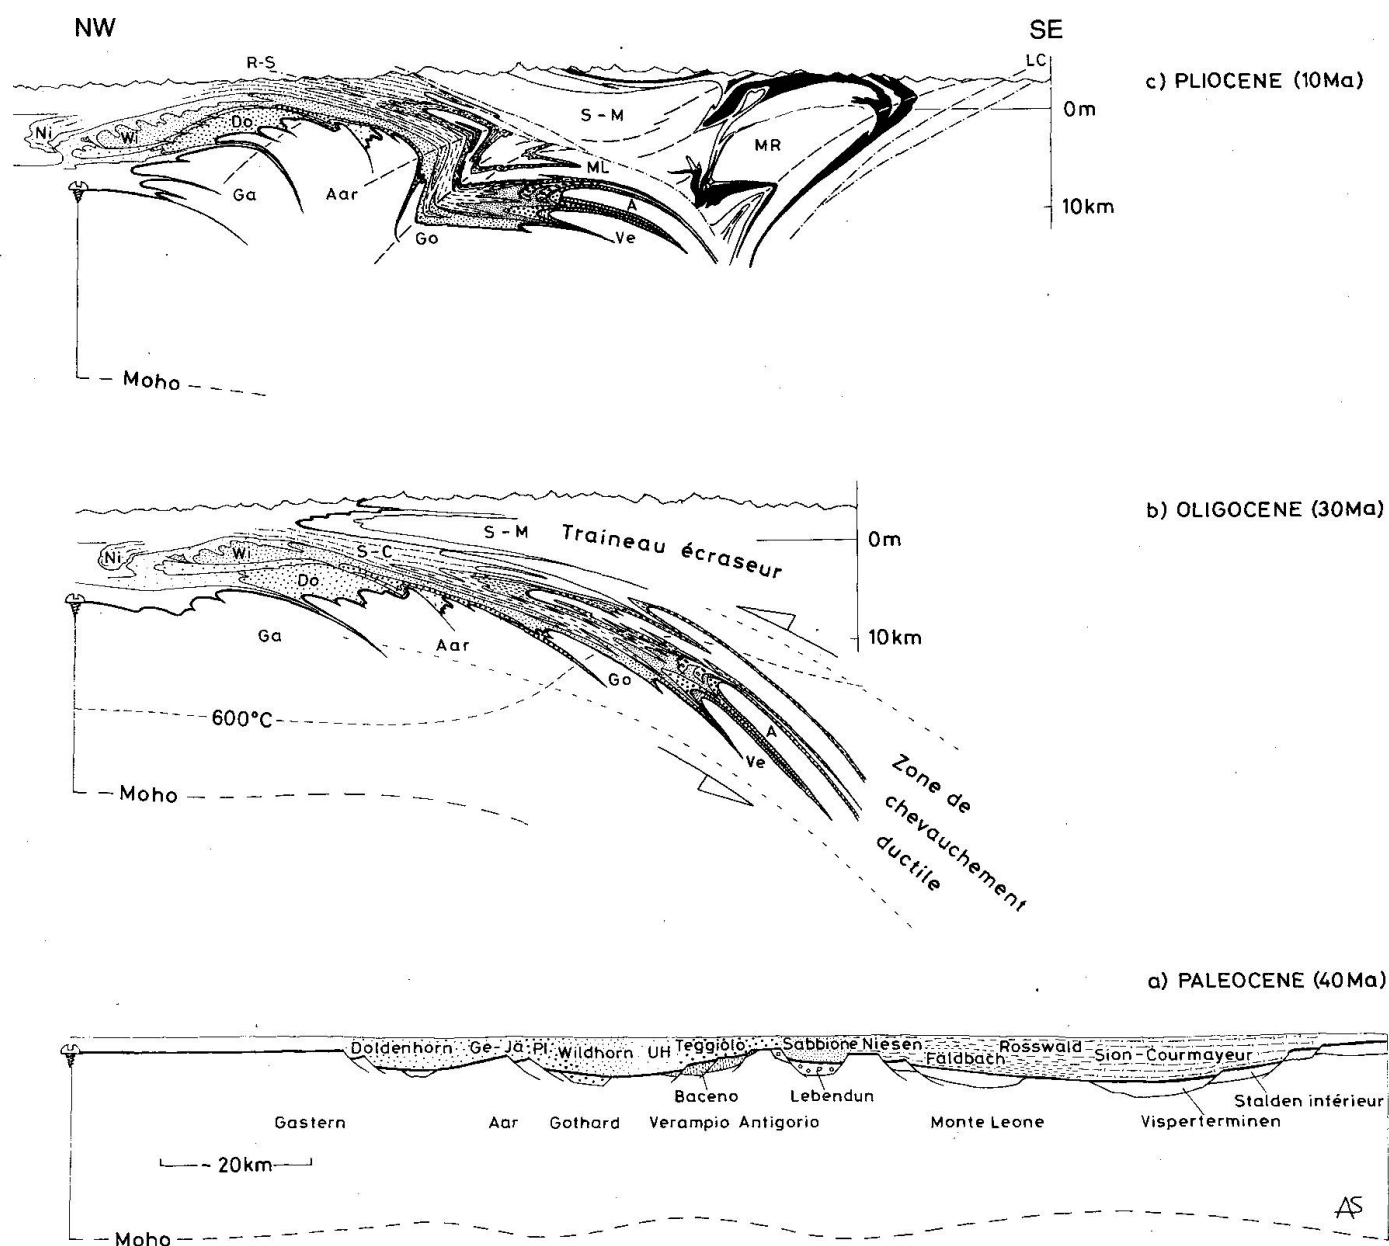 NW
SE
R-S
LC
c) PLIOCENE (10Ma)
Ni
Wi
Do
S-M
MR
0m
Ga
Aar
ML
A
Go
Ve
10km
Moho
b) OLIGOCENE (30Ma)
S-M Traineau écraseur
0m
Ni
Wi
S-C
Do
Ga
Aar
10km
Go
600°C
A
Ve
Moho
Zone de
chevauchement
ductile
a) PALEOCENE (40Ma)
Doldenhorn Ge-Jä Pl. Wildhorn UH Teggiolo Sabbione Niesen Faldbach Rosswald Sion-Courmayeur
Baceno Lebendun Stalden intérieur
Gastern Aar Gothard Verampio Antigorio Monte Leone Visperterminen
~20km
AS
Moho